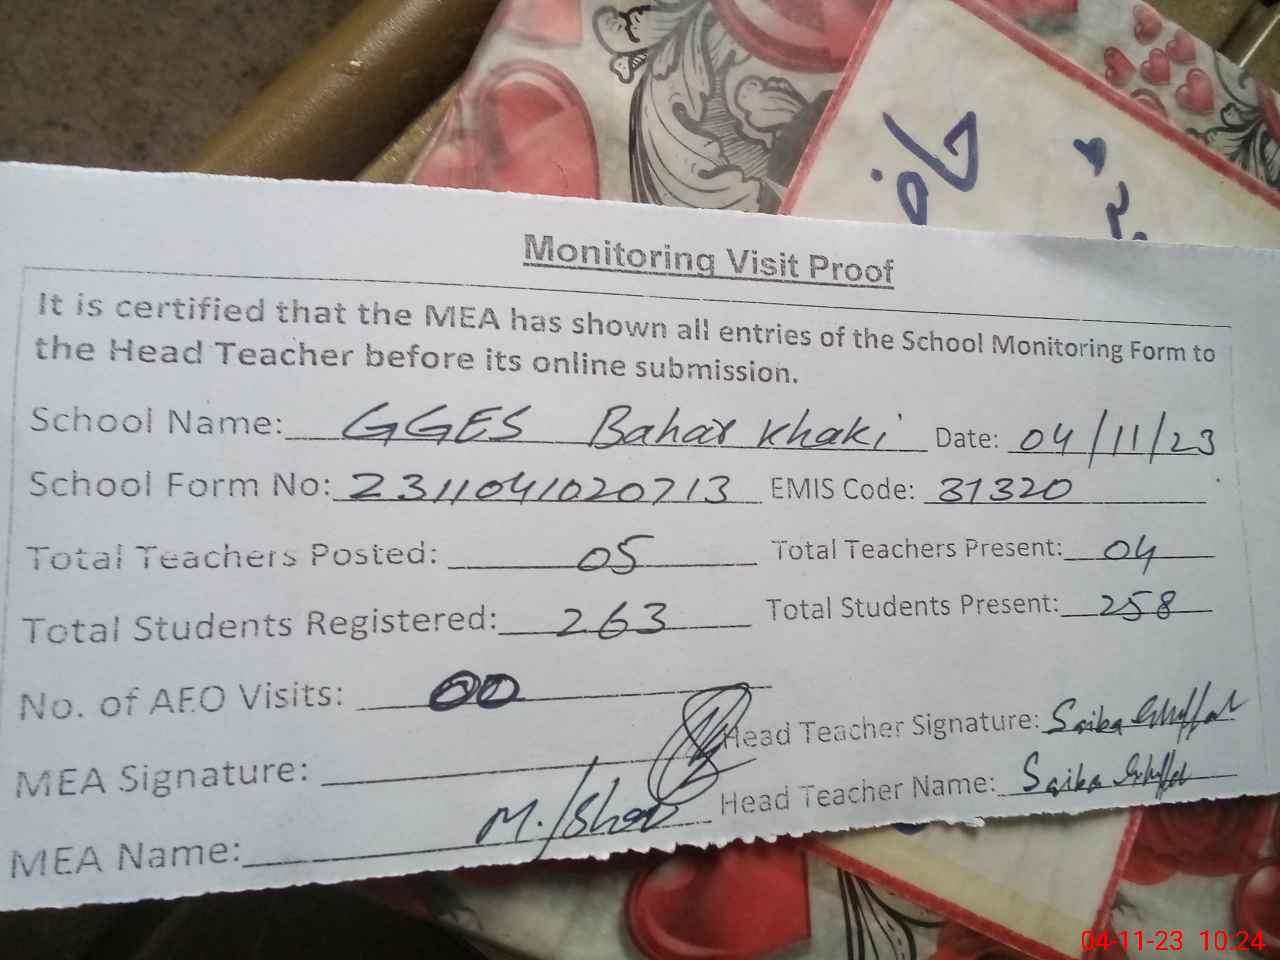 Monitoring Visit Proof
It is certified that the MEA has shown all entries of the School Monitoring Form to
the Head Teacher before its online submission.
School Name: GGES Bahar Khaki Date: 04/11/23
School Form No: 2311041020713 EMIS Code: 31320
Total Teachers Posted: 05 Total Teachers Present: 04
Total Students Registered: 263 Total Students Present: 258
No. of AEO Visits: 00
MEA Signature: Head Teacher Signature: Saika Ghaffar
MEA Name: M. Head Teacher Name: Saika Ghaffar
04-11-23 10:24